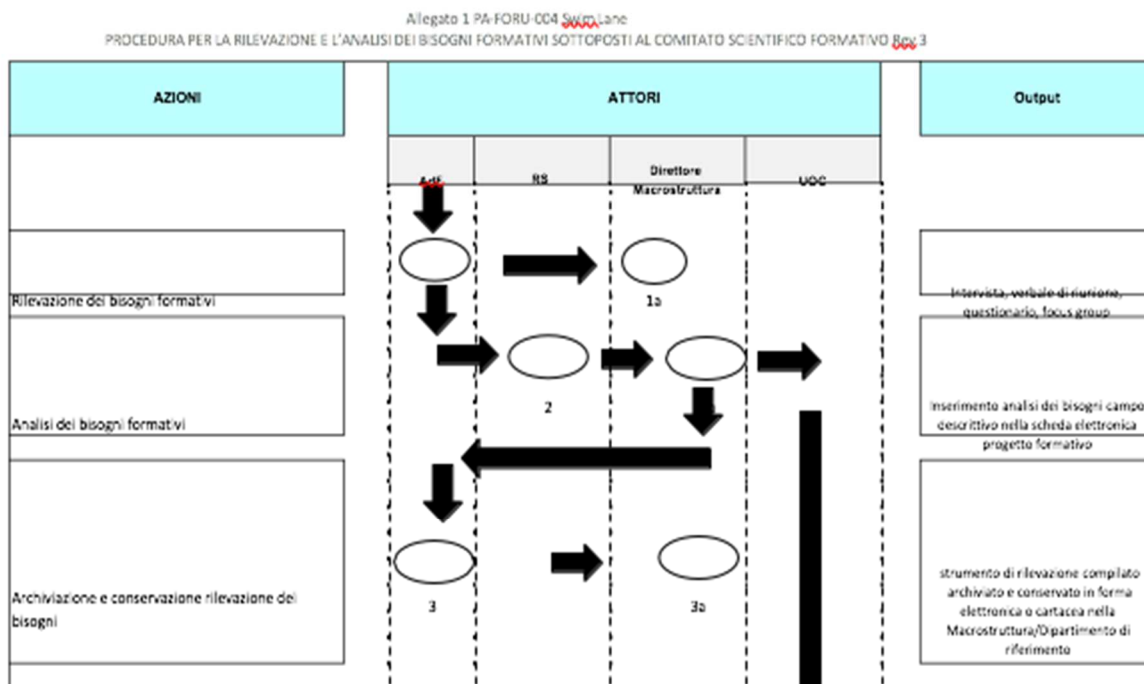 Allegato 1 PA-FORU-004 Swim Lane
PROCEDURA PER LA RILEVAZIONE E L'ANALISI DEI BISOGNI FORMATIVI SOTTOPOSTI AL COMITATO SCIENTIFICO FORMATIVO Rev 3
AZIONI
ATTORI
Output
AdF
RS
Direttore
Macrostruttura
UOC
Rilevazione dei bisogni formativi
1a
Intervista, verbale di riunione,
questionario, focus group
2
Analisi dei bisogni formativi
Inserimento analisi dei bisogni campo
descrittivo nella scheda elettronica
progetto formativo
Archiviazione e conservazione rilevazione dei
bisogni
3
3a
strumento di rilevazione compilato
archiviato e conservato in forma
elettronica o cartacea nella
Macrostruttura/Dipartimento di
riferimento